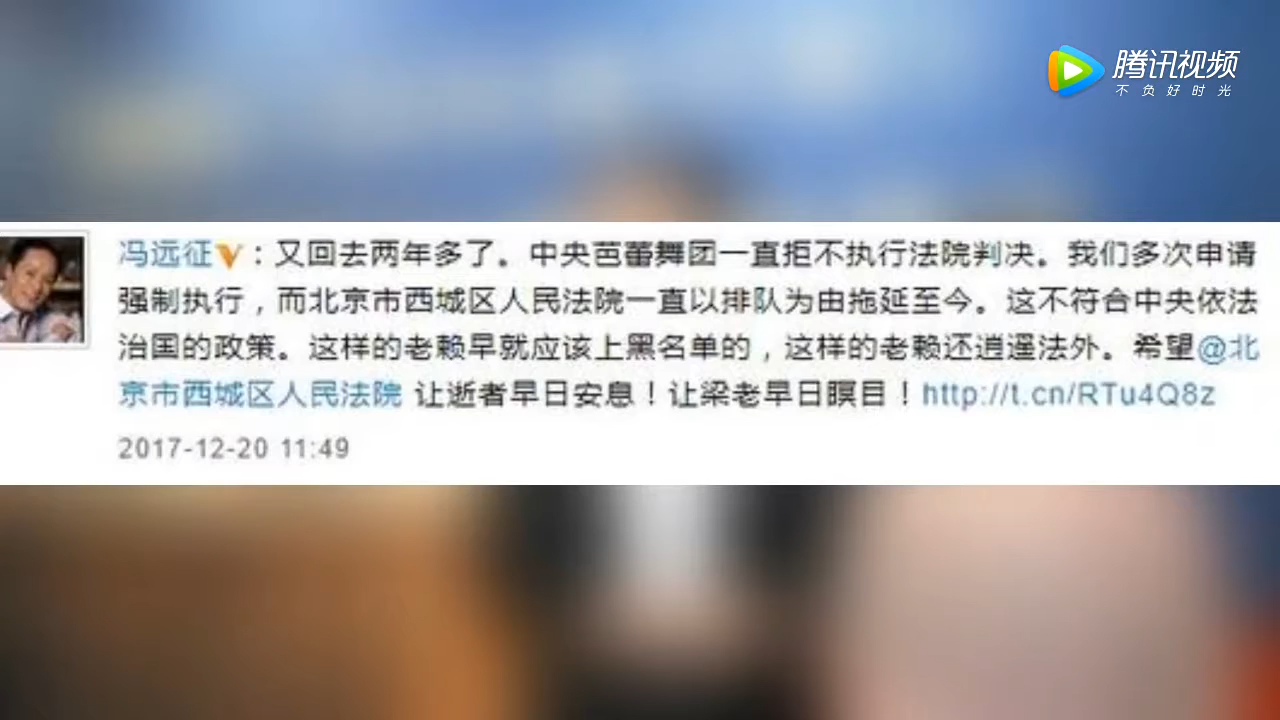 腾讯视频
不负好时光
冯远征V：又回去两年多了。中央芭蕾舞团一直拒不执行法院判决。我们多次申请
强制执行，而北京市西城区人民法院一直以排队为由拖延至今。这不符合中央依法
治国的政策。这样的老赖早就应该上黑名单的，这样的老赖还逍遥法外。希望@北
京市西城区人民法院 让逝者早日安息！让梁老早日瞑目！http://t.cn/RTu4Q8z
2017-12-20 11:49